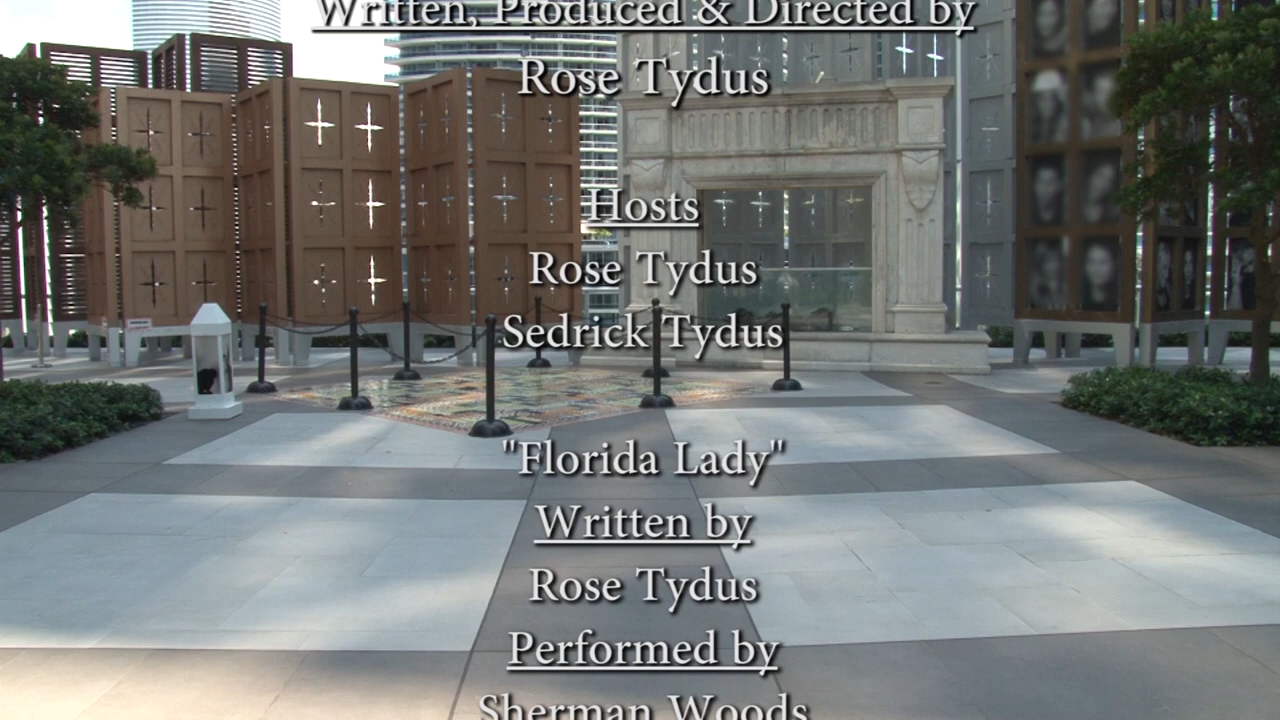 Written, Produced & Directed by
Rose Tydus
Hosts
Rose Tydus
Sedrick Tydus
"Florida Lady"
Written by
Rose Tydus
Performed by
Sherman Woods